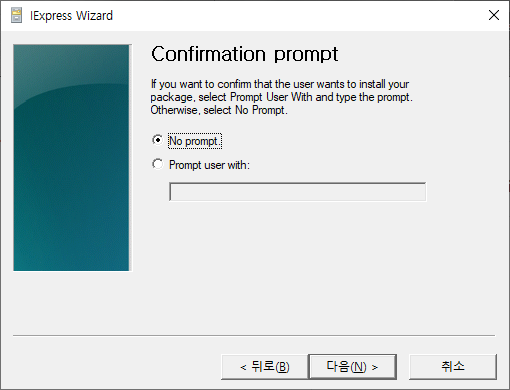 IExpress Wizard
Confirmation prompt
If you want to confirm that the user wants to install your
package, select Prompt User With and type the prompt.
Otherwise, select No Prompt.
No prompt.
Prompt user with:
< 뒤로(B)
다음(N) >
취소